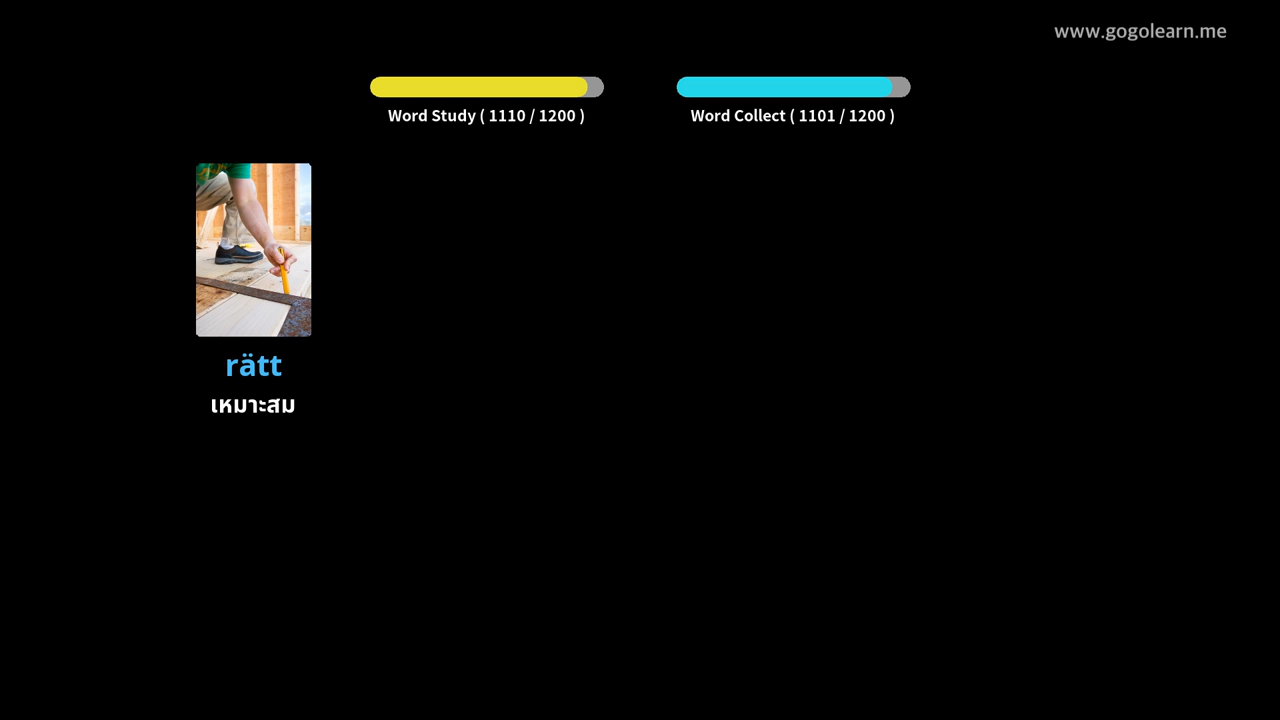 www.gogolearn.me
Word Study ( 1110 / 1200 )
Word Collect ( 1101 / 1200 )
rätt
เหมาะสม